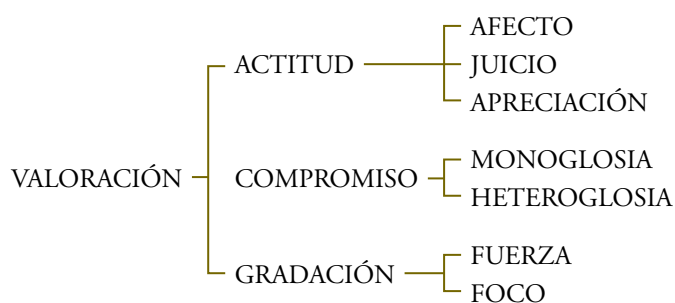 AFECTO
ACTITUD
JUICIO
APRECIACIÓN
MONOGLOSIA
VALORACIÓN
COMPROMISO
HETEROGLOSIA
FUERZA
GRADACIÓN
FOCO